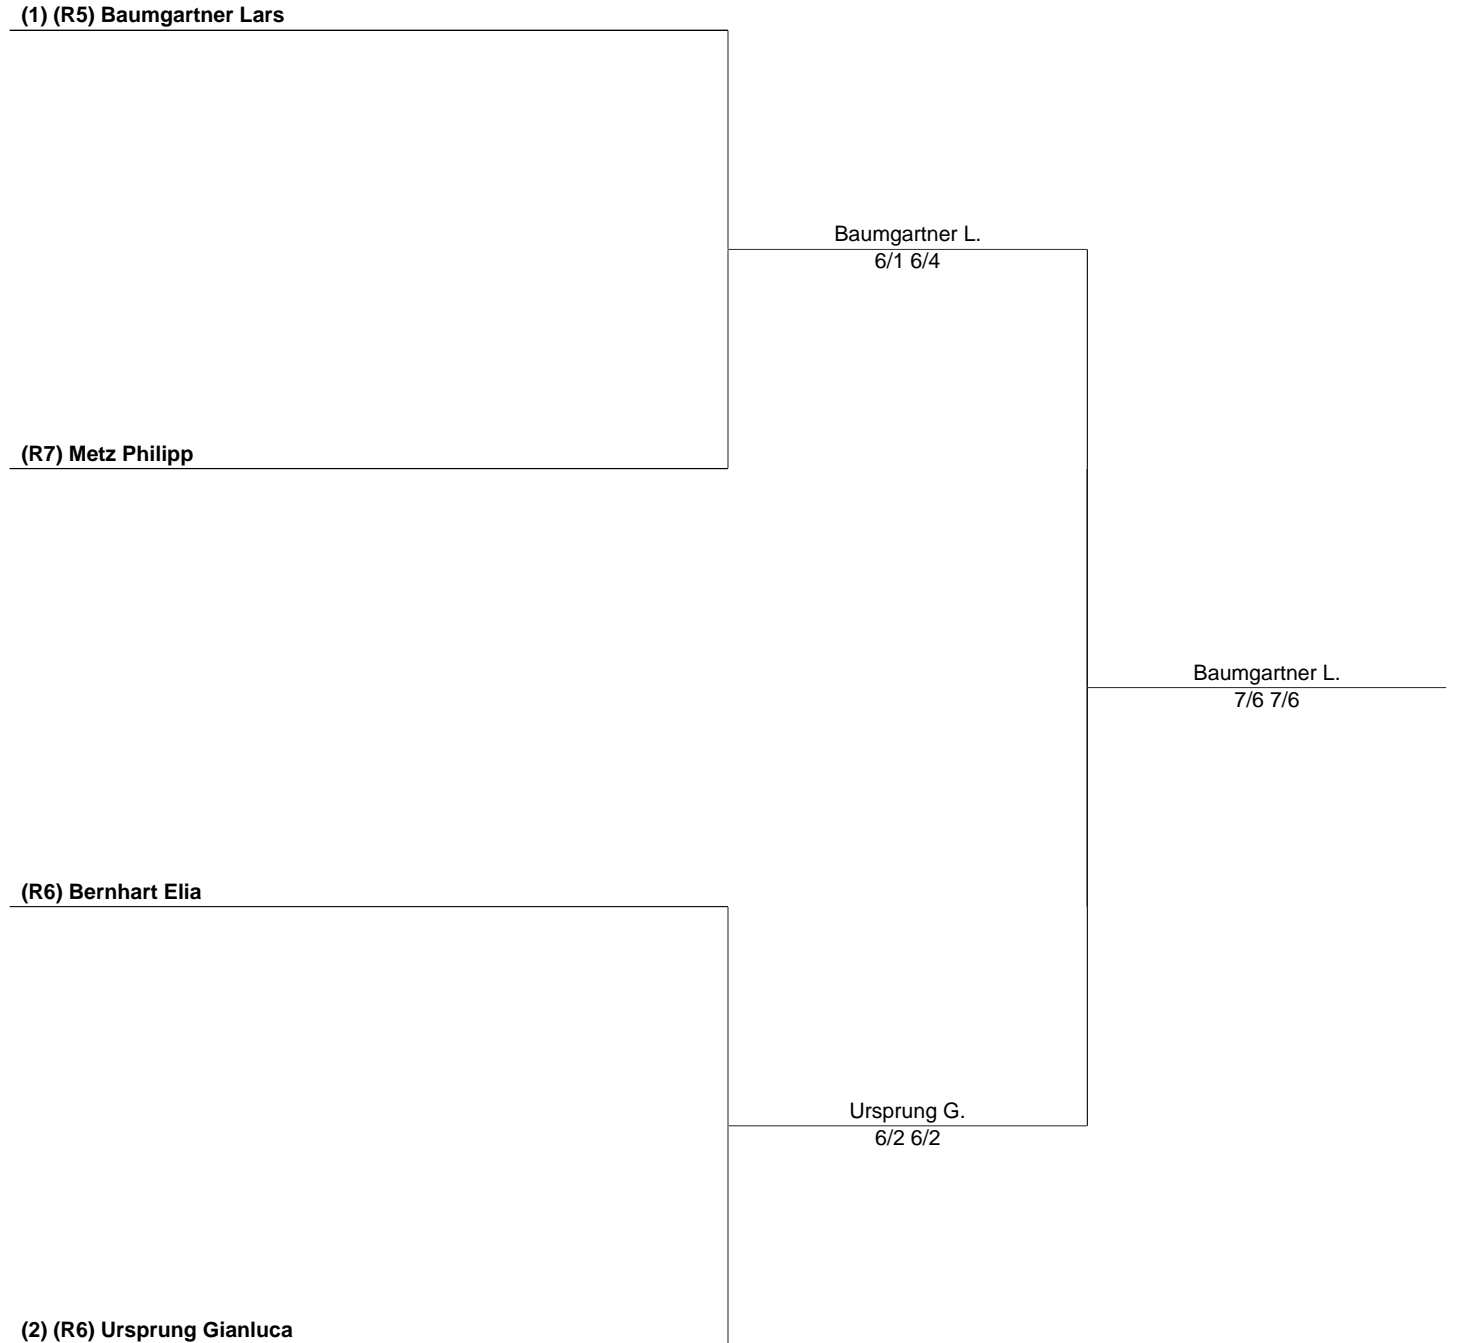 (1) (R5) Baumgartner Lars
Baumgartner L.
6/1 6/4
(R7) Metz Philipp
Baumgartner L.
7/6 7/6
(R6) Bernhart Elia
Ursprung G.
6/2 6/2
(2) (R6) Ursprung Gianluca